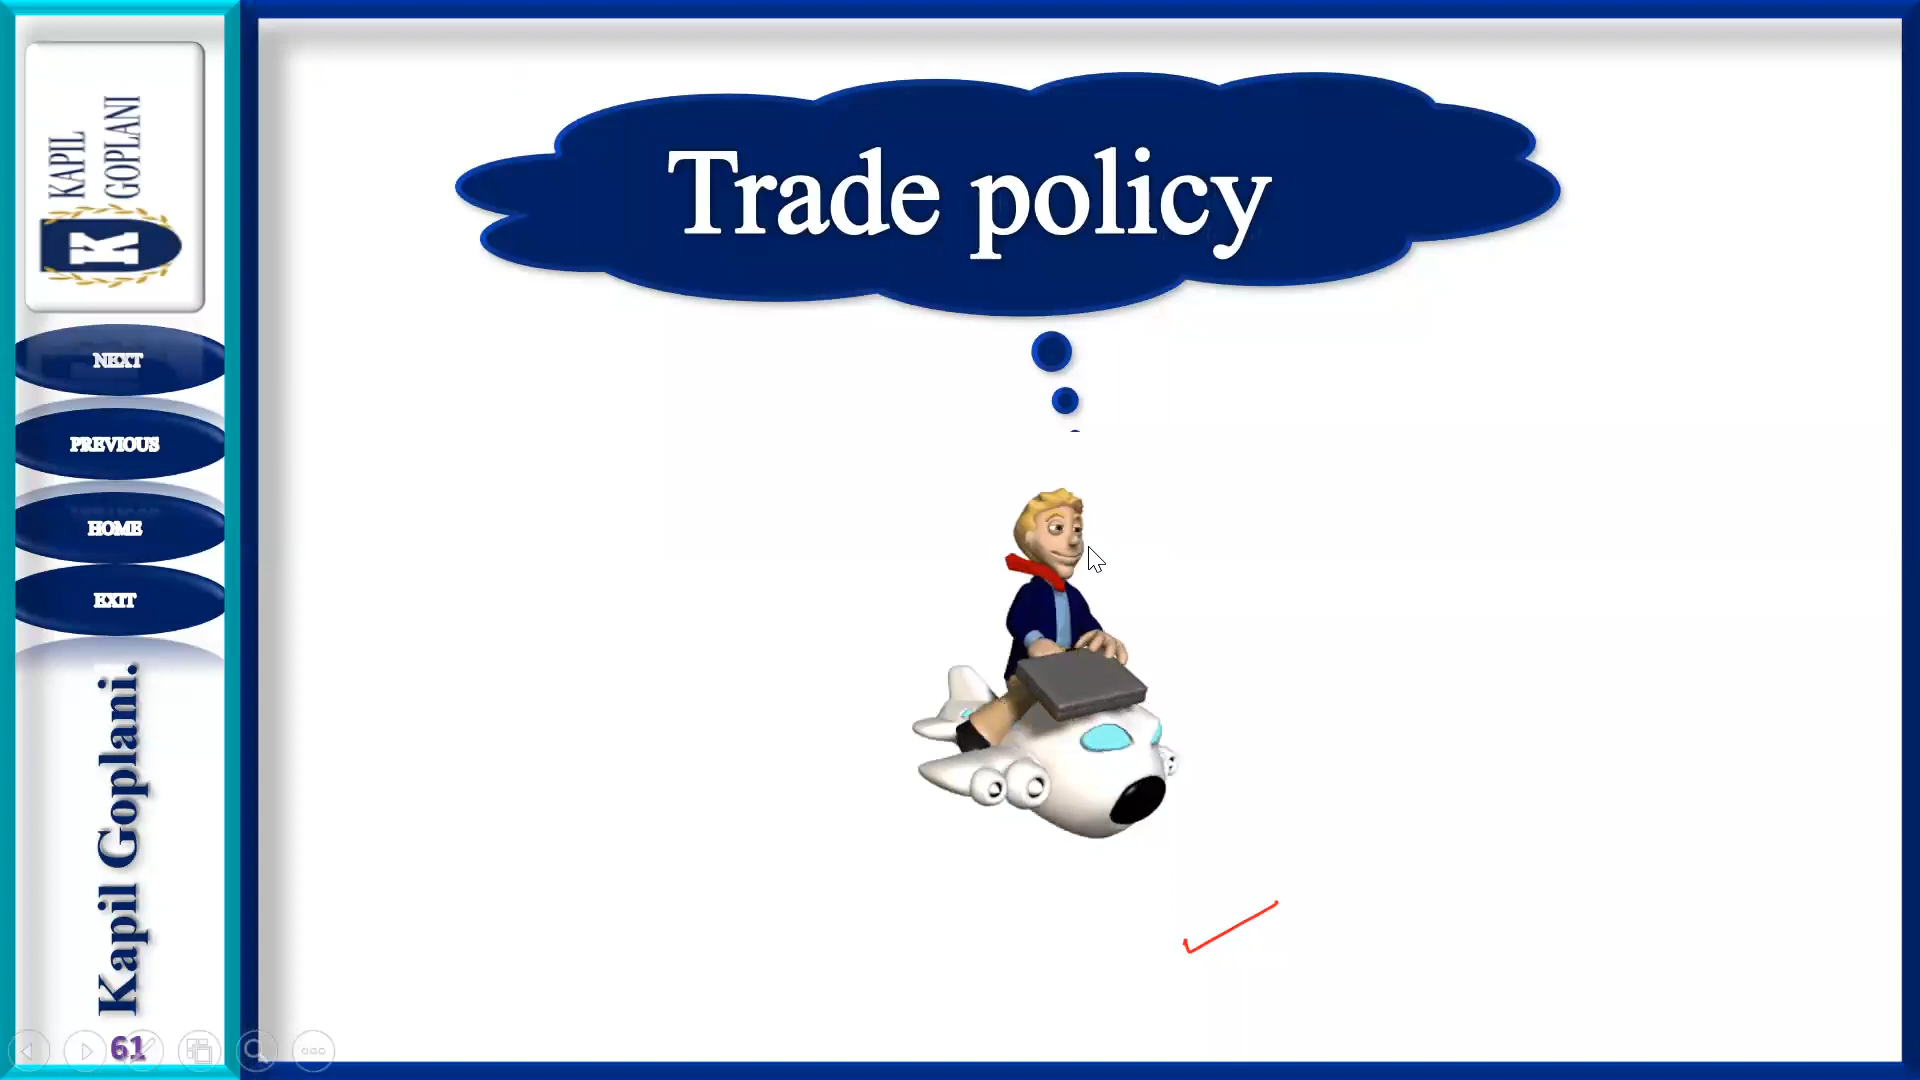 KAPIL
GOPLANI
K
NEXT
PREVIOUS
HOME
EXIT
Kapil Goplani.
61
Trade policy